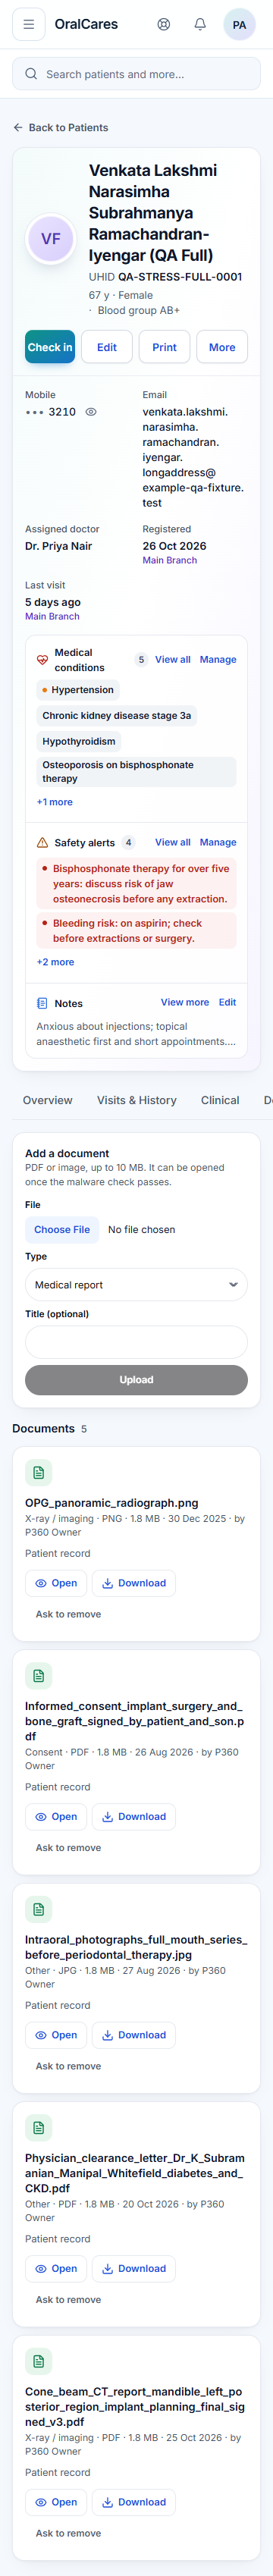 OralCares
PA
Search patients and more...
Back to Patients
VF
Venkata Lakshmi
Narasimha
Subrahmanya
Ramachandran-
Iyengar (QA Full)
UHID QA-STRESS-FULL-0001
67 y · Female
· Blood group AB+
Check in
Edit
Print
More
Mobile
••• 3210
Email
venkata.lakshmi.
narasimha.
ramachandran.
iyengar.
longaddress@
example-qa-fixture.
test
Assigned doctor
Dr. Priya Nair
Registered
26 Oct 2026
Main Branch
Last visit
5 days ago
Main Branch
Medical
conditions
5
View all
Manage
Hypertension
Chronic kidney disease stage 3a
Hypothyroidism
Osteoporosis on bisphosphonate
therapy
+1 more
Safety alerts
4
View all
Manage
Bisphosphonate therapy for over five
years: discuss risk of jaw
osteonecrosis before any extraction.
Bleeding risk: on aspirin; check
before extractions or surgery.
+2 more
Notes
View more
Edit
Anxious about injections; topical
anaesthetic first and short appointments....
Overview
Visits & History
Clinical
Add a document
PDF or image, up to 10 MB. It can be opened
once the malware check passes.
File
Choose File
No file chosen
Type
Medical report
Title (optional)
Upload
Documents 5
OPG_panoramic_radiograph.png
X-ray / imaging · PNG · 1.8 MB · 30 Dec 2025 · by
P360 Owner
Patient record
Open
Download
Ask to remove
Informed_consent_implant_surgery_and_
bone_graft_signed_by_patient_and_son.p
df
Consent · PDF · 1.8 MB · 26 Aug 2026 · by P360
Owner
Patient record
Open
Download
Ask to remove
Intraoral_photographs_full_mouth_series_
before_periodontal_therapy.jpg
Other · JPG · 1.8 MB · 27 Aug 2026 · by P360
Owner
Patient record
Open
Download
Ask to remove
Physician_clearance_letter_Dr_K_Subram
anian_Manipal_Whitefield_diabetes_and_
CKD.pdf
Other · PDF · 1.8 MB · 20 Oct 2026 · by P360
Owner
Patient record
Open
Download
Ask to remove
Cone_beam_CT_report_mandible_left_po
sterior_region_implant_planning_final_sig
ned_v3.pdf
X-ray / imaging · PDF · 1.8 MB · 25 Oct 2026 · by
P360 Owner
Patient record
Open
Download
Ask to remove